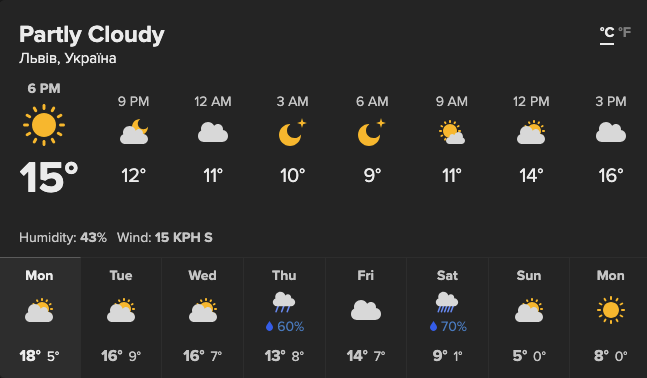 Partly Cloudy
°C °F
Львів, Україна
6 PM 9 PM 12 AM 3 AM 6 AM 9 AM 12 PM 3 PM
15° 12° 11° 10° 9° 11° 14° 16°
Humidity: 43% Wind: 15 KPH S
Mon Tue Wed Thu Fri Sat Sun Mon
60% 70%
18° 5° 16° 9° 16° 7° 13° 8° 14° 7° 9° 1° 5° 0° 8° 0°